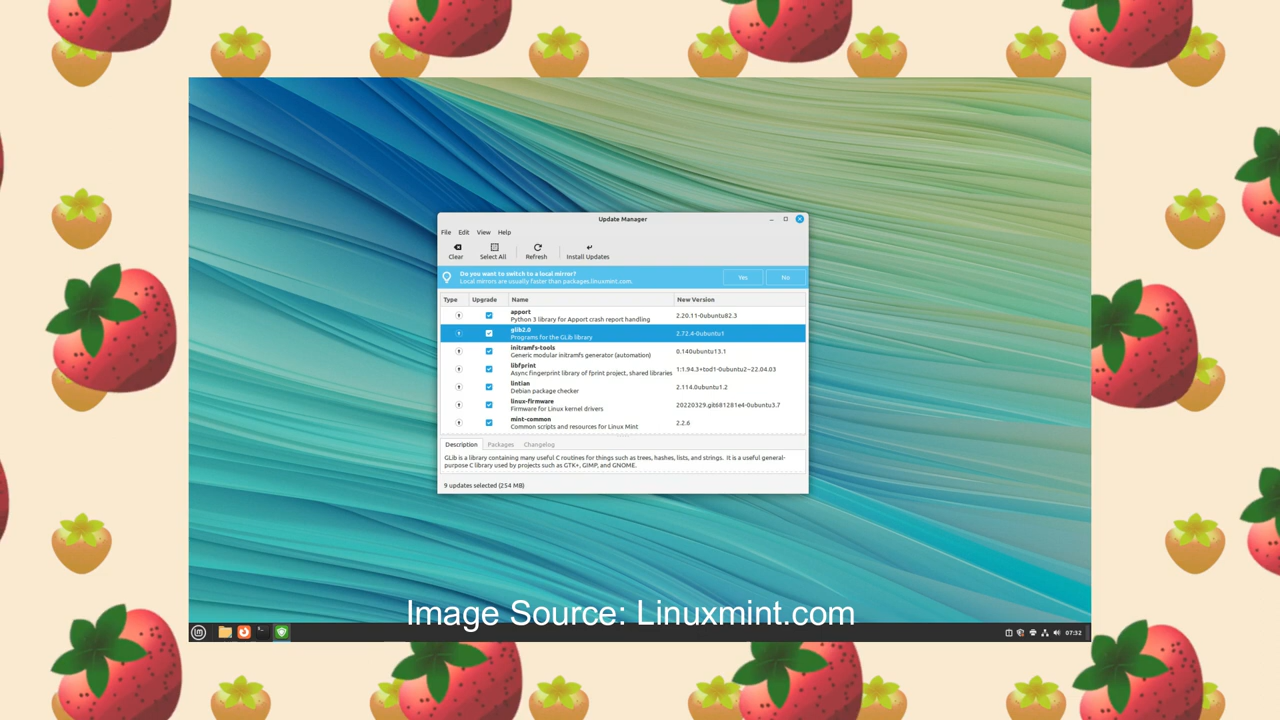 Update Manager
File Edit View Help
Clear Select All Refresh Install Updates
Do you want to switch to a local mirror?
Local mirrors are usually faster than packages.linuxmint.com.
Yes No
Type Upgrade Name New Version
apport
Python 3 library for Apport crash report handling
2.20.11-0ubuntu82.3
glib2.0
Programs for the GLib library
2.72.4-0ubuntu1
initramfs-tools
Generic modular initramfs generator (automation)
0.140ubuntu13.1
libfprint
Async fingerprint library of fprint project, shared libraries
1:1.94.3+tod1-0ubuntu2~22.04.03
lintian
Debian package checker
2.114.0ubuntu1.2
linux-firmware
Firmware for Linux kernel drivers
20220329.git681281e4-0ubuntu3.7
mint-common
Common scripts and resources for Linux Mint
2.2.6
Description Packages Changelog
GLib is a library containing many useful C routines for things such as trees, hashes, lists, and strings. It is a useful general-
purpose C library used by projects such as GTK+, GIMP, and GNOME.
9 updates selected (254 MB)
Image Source: Linuxmint.com
07:32